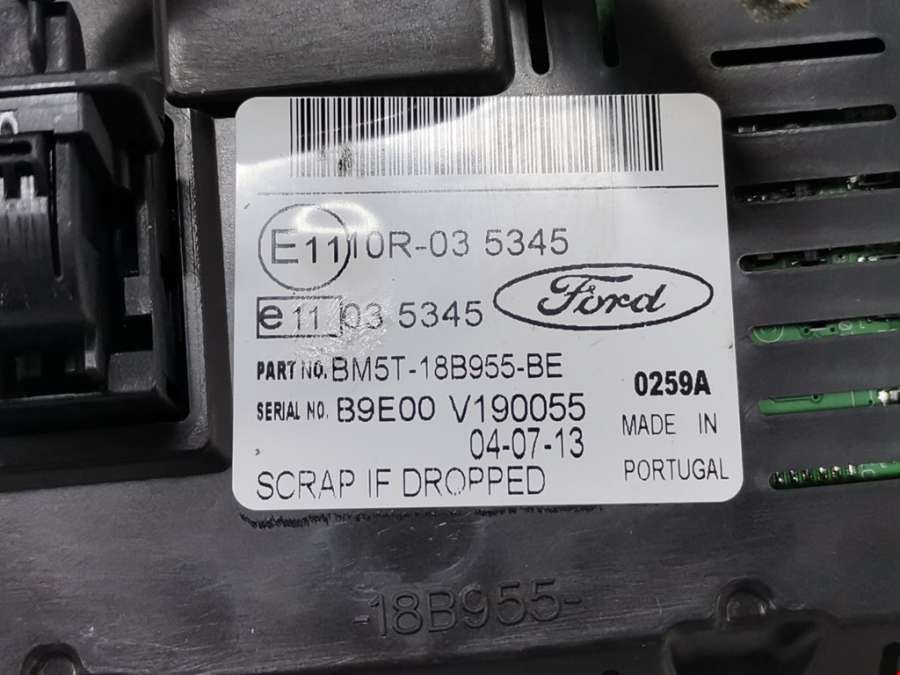 E11 10R-03 5345
e 11 03 5345
Ford
PART NO. BM5T-18B955-BE
0259A
SERIAL NO. B9E00 V190055
MADE IN
04-07-13
PORTUGAL
SCRAP IF DROPPED
-18B955-